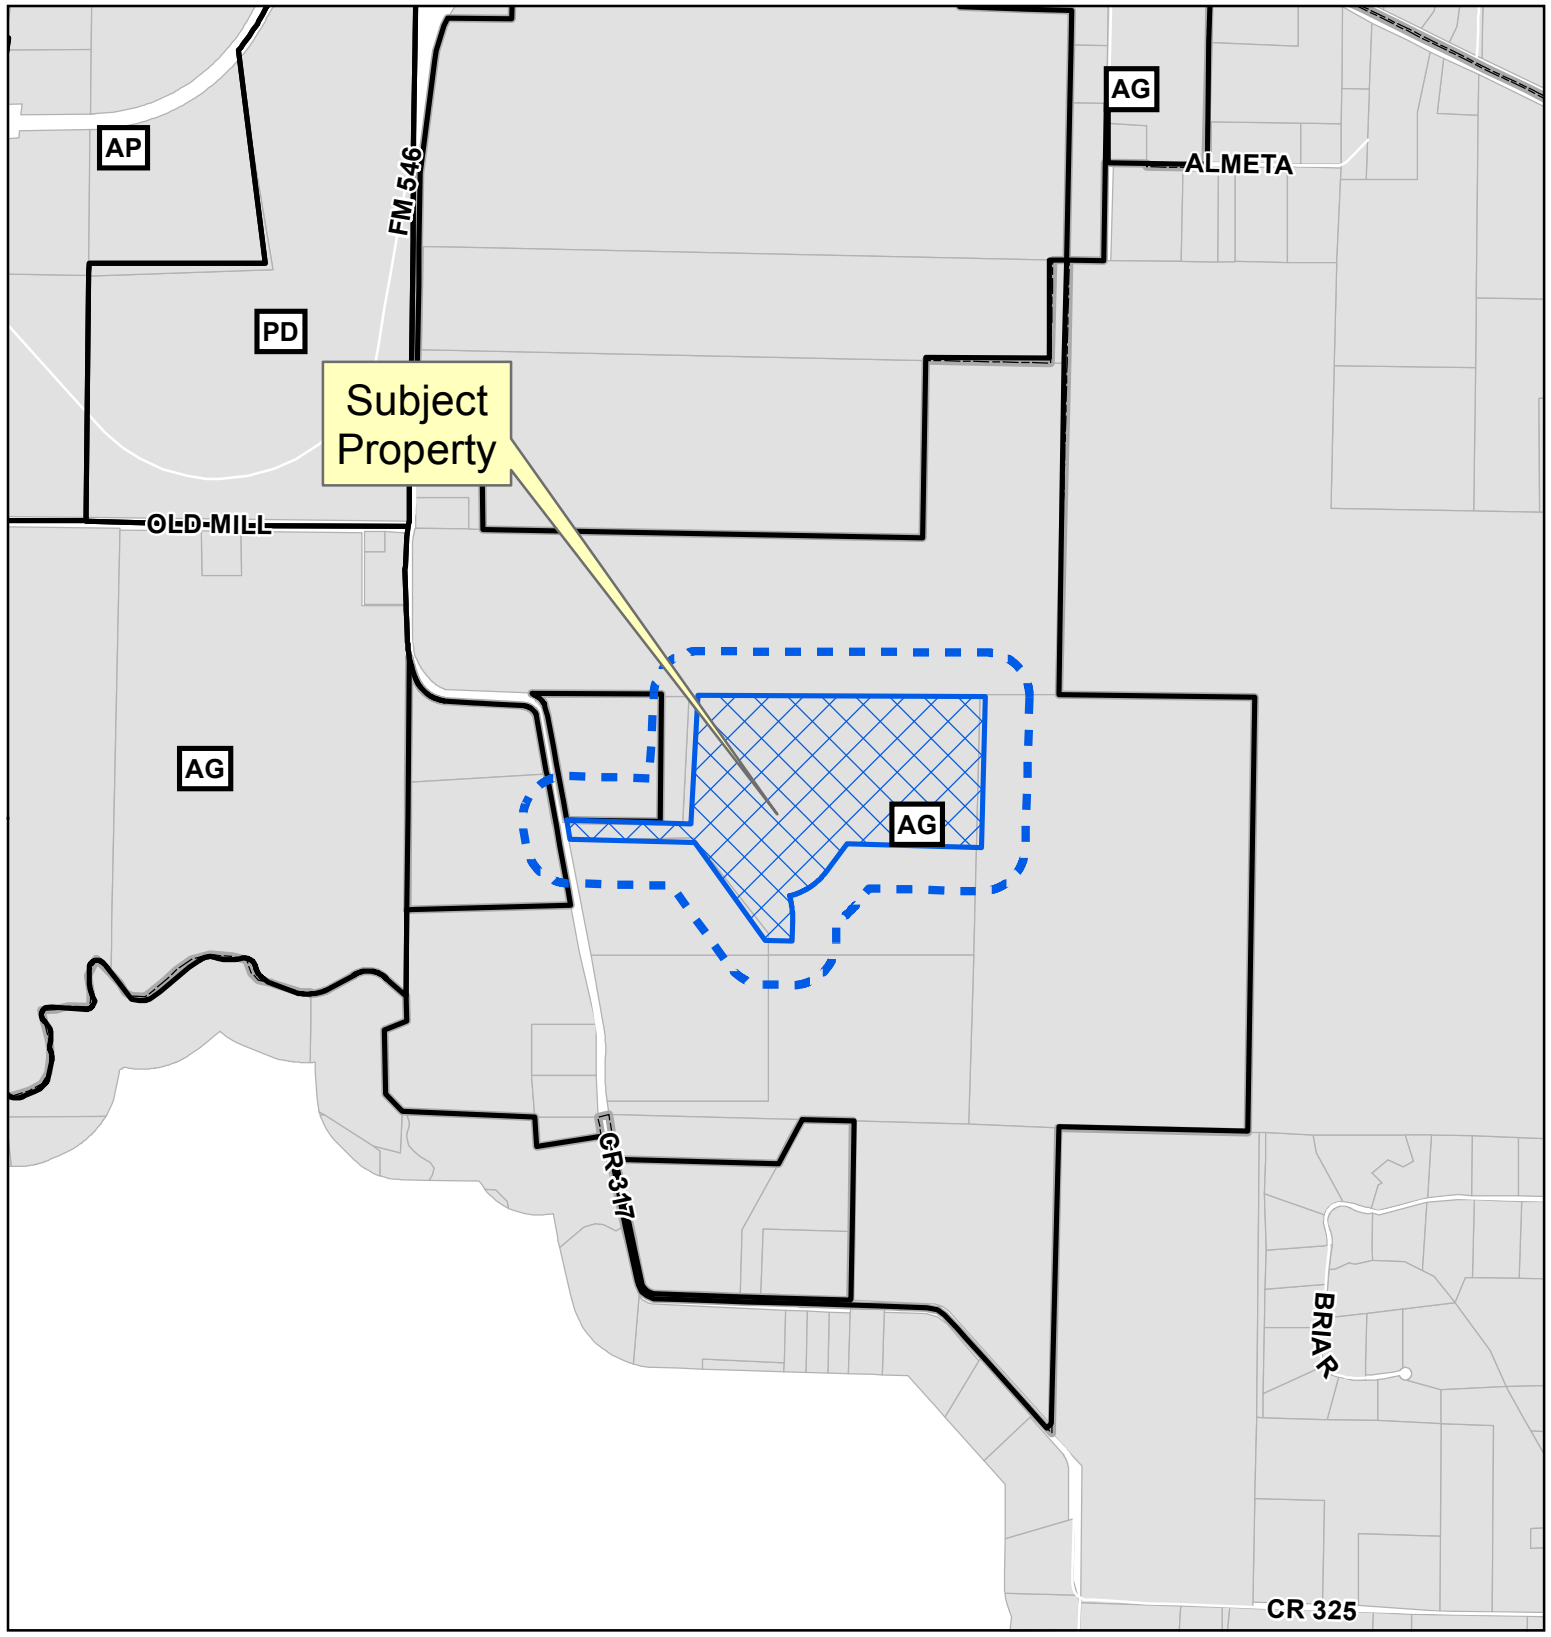 AG
AP
ALMETA
FM 546
PD
Subject
Property
OLD MILL
AG
AG
CR 317
BRIAR
CR 325